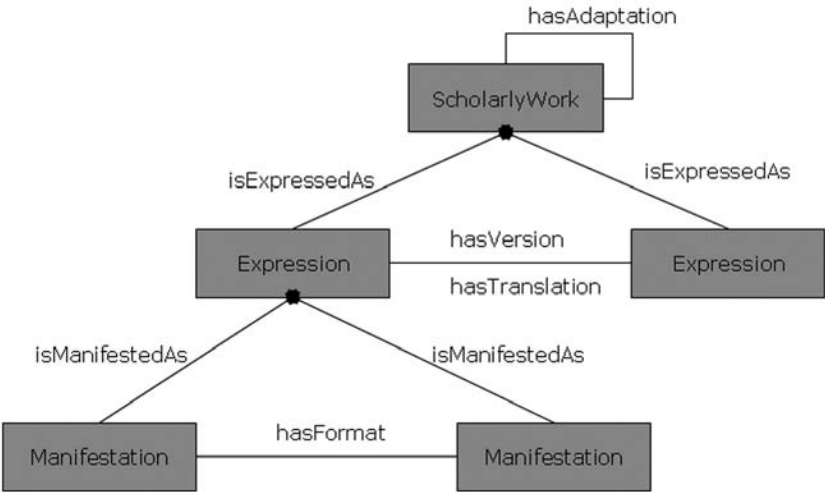 hasAdaptation
ScholarlyWork
isExpressedAs
isExpressedAs
Expression
hasVersion
hasTranslation
Expression
isManifestedAs
isManifestedAs
Manifestation
hasFormat
Manifestation